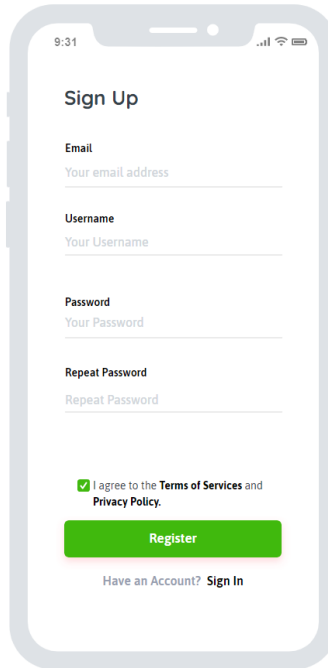 9:31
Sign Up
Email
Your email address
Username
Your Username
Password
Your Password
Repeat Password
Repeat Password
I agree to the Terms of Services and
Privacy Policy.
Register
Have an Account? Sign In